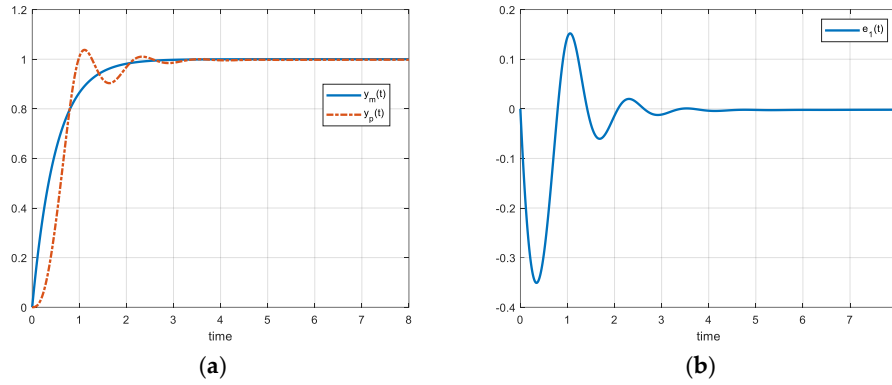 1.2
1
0.8
0.6
0.4
0.2
0
0 1 2 3 4 5 6 7 8
time
y_m(t)
y_p(t)
(a)
0.2
0.1
0
-0.1
-0.2
-0.3
-0.4
0 1 2 3 4 5 6 7
time
e_1(t)
(b)